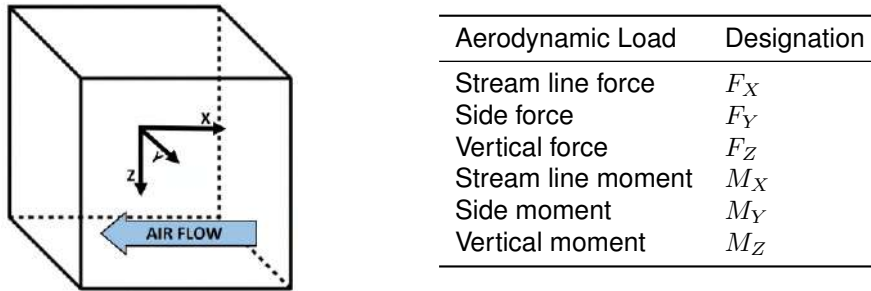 X
Y
Z
AIR FLOW
Aerodynamic Load Designation
Stream line force F_X
Side force F_Y
Vertical force F_Z
Stream line moment M_X
Side moment M_Y
Vertical moment M_Z